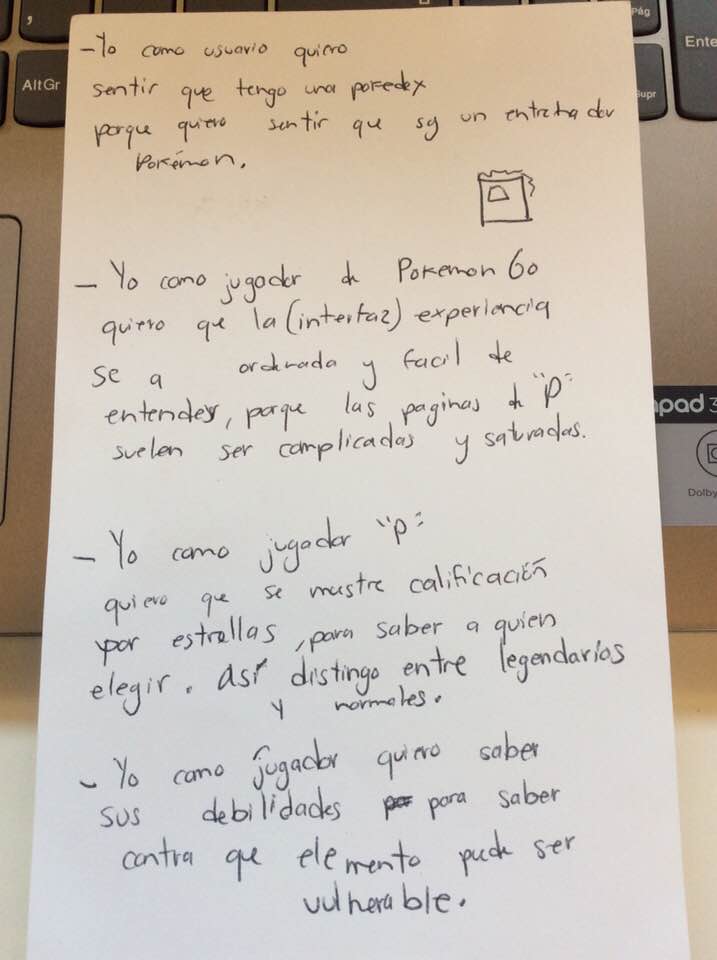 Pág
Ente
AltGr
Supr
- Yo como usuario quiero
sentir que tengo una pokedex
porque quiero sentir que soy un entrenador
Pokémon.
- Yo como jugador de Pokemon Go
quiero que la (interfaz) experiencia
se a ordenada y facil de
entender, porque las paginas de "p"
suelen ser complicadas y saturadas.
pad 3
Dolby
- Yo como jugador "p"
quiero que se mustre calificación
por estrellas, para saber a quien
elegir. así distingo entre legendarios
y normales.
- Yo como jugador quiero saber
sus debilidades para saber
contra que elemento puede ser
vulnerable.